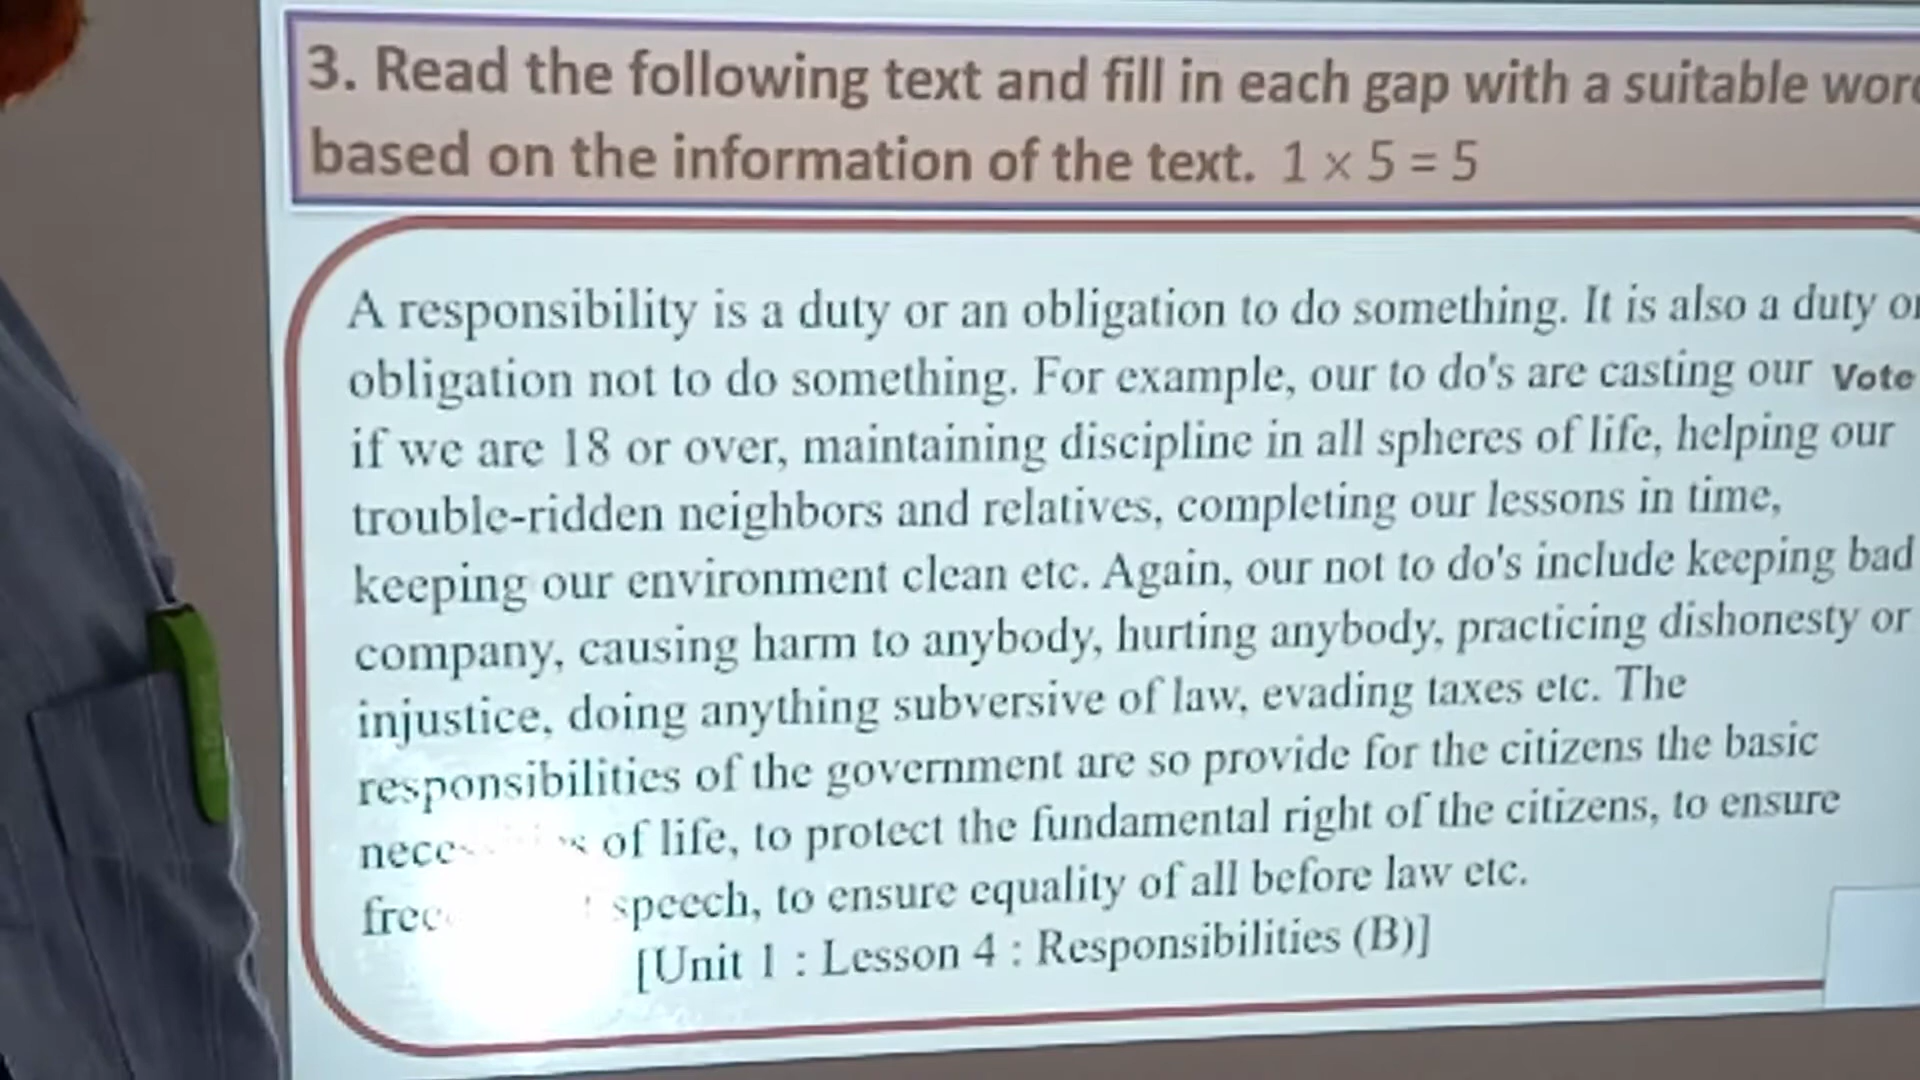 3. Read the following text and fill in each gap with a suitable
based on the information of the text. 1 × 5 = 5
A responsibility is a duty or an obligation to do something. It is also a duty or
obligation not to do something. For example, our to do's are casting our Vote
if we are 18 or over, maintaining discipline in all spheres of life, helping our
trouble-ridden neighbors and relatives, completing our lessons in time,
keeping our environment clean etc. Again, our not to do's include keeping bad
company, causing harm to anybody, hurting anybody, practicing dishonesty or
injustice, doing anything subversive of law, evading taxes etc. The
responsibilities of the government are so provide for the citizens the basic
of life, to protect the fundamental right of the citizens, to ensure
speech, to ensure equality of all before law etc.
[Unit 1 : Lesson 4 : Responsibilities (B)]